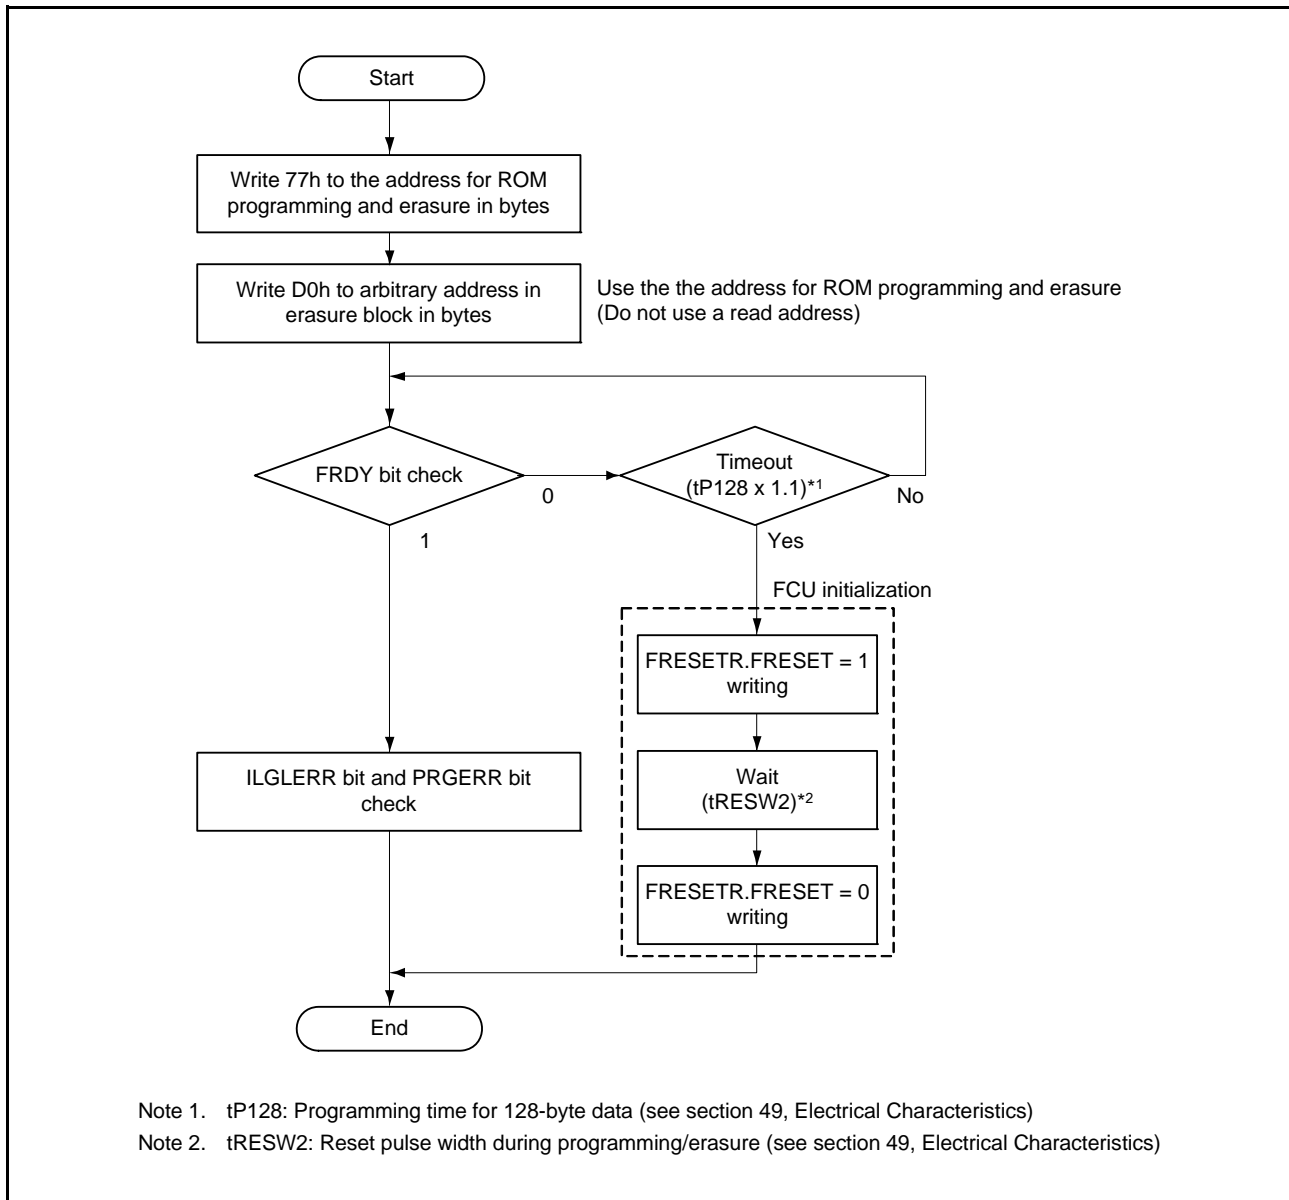 Start
Write 77h to the address for ROM
programming and erasure in bytes
Write D0h to arbitrary address in
erasure block in bytes
Use the the address for ROM programming and erasure
(Do not use a read address)
FRDY bit check
0
1
Timeout
(tP128 x 1.1)*1
No
Yes
FCU initialization
FRESETR.FRESET = 1
writing
Wait
(tRESW2)*2
FRESETR.FRESET = 0
writing
ILGLERR bit and PRGERR bit
check
End
Note 1. tP128: Programming time for 128-byte data (see section 49, Electrical Characteristics)
Note 2. tRESW2: Reset pulse width during programming/erasure (see section 49, Electrical Characteristics)